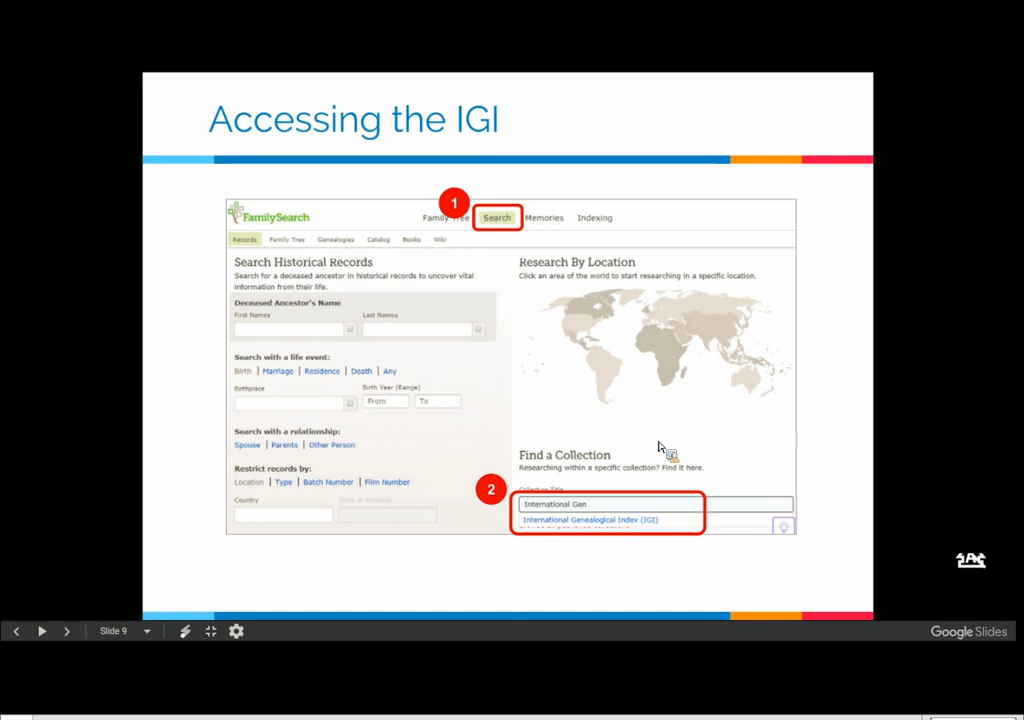 Accessing the IGI
1
FamilySearch
Family Tree Search Memories Indexing
Records Family Tree Genealogies Catalog Books Wiki
Search Historical Records
Search for a deceased ancestor in historical records to uncover vital
information from their life.
Deceased Ancestor's Name
First Names Last Names
Search with a life event:
Birth | Marriage | Residence | Death | Any
Birthplace Birth Year (Range)
From To
Search with a relationship:
Spouse | Parents | Other Person
Restrict records by:
Location | Type | Batch Number | Film Number
Country State or Province
Research By Location
Click an area of the world to start researching in a specific location.
Find a Collection
Researching within a specific collection? Find it here.
2
Collection Title
International Gen
International Genealogical Index (IGI)
Slide 9
Google Slides